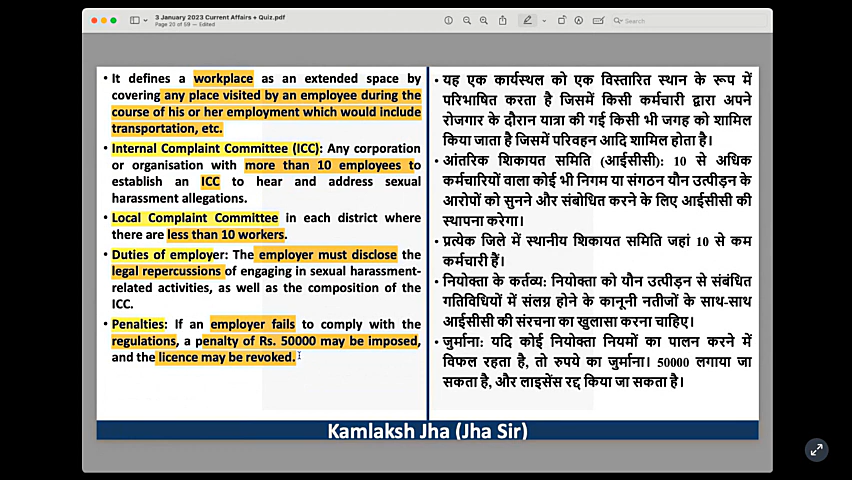 3 January 2023 Current Affairs + Quiz.pdf
Page 20 of 59 — Edited
Search
• It defines a workplace as an extended space by
covering any place visited by an employee during the
course of his or her employment which would include
transportation, etc.
• Internal Complaint Committee (ICC): Any corporation
or organisation with more than 10 employees to
establish an ICC to hear and address sexual
harassment allegations.
• Local Complaint Committee in each district where
there are less than 10 workers.
• Duties of employer: The employer must disclose the
legal repercussions of engaging in sexual harassment-
related activities, as well as the composition of the
ICC.
• Penalties: If an employer fails to comply with the
regulations, a penalty of Rs. 50000 may be imposed,
and the licence may be revoked.
• यह एक कार्यस्थल को एक विस्तारित स्थान के रूप में
परिभाषित करता है जिसमें किसी कर्मचारी द्वारा अपने
रोजगार के दौरान यात्रा की गई किसी भी जगह को शामिल
किया जाता है जिसमें परिवहन आदि शामिल होता है।
• आंतरिक शिकायत समिति (आईसीसी): 10 से अधिक
कर्मचारियों वाला कोई भी निगम या संगठन यौन उत्पीड़न के
आरोपों को सुनने और संबोधित करने के लिए आईसीसी की
स्थापना करेगा।
• प्रत्येक जिले में स्थानीय शिकायत समिति जहां 10 से कम
कर्मचारी हैं।
• नियोक्ता के कर्तव्य: नियोक्ता को यौन उत्पीड़न से संबंधित
गतिविधियों में संलग्न होने के कानूनी नतीजों के साथ-साथ
आईसीसी की संरचना का खुलासा करना चाहिए।
• जुर्माना: यदि कोई नियोक्ता नियमों का पालन करने में
विफल रहता है, तो रुपये का जुर्माना। 50000 लगाया जा
सकता है, और लाइसेंस रद्द किया जा सकता है।
Kamlaksh Jha (Jha Sir)